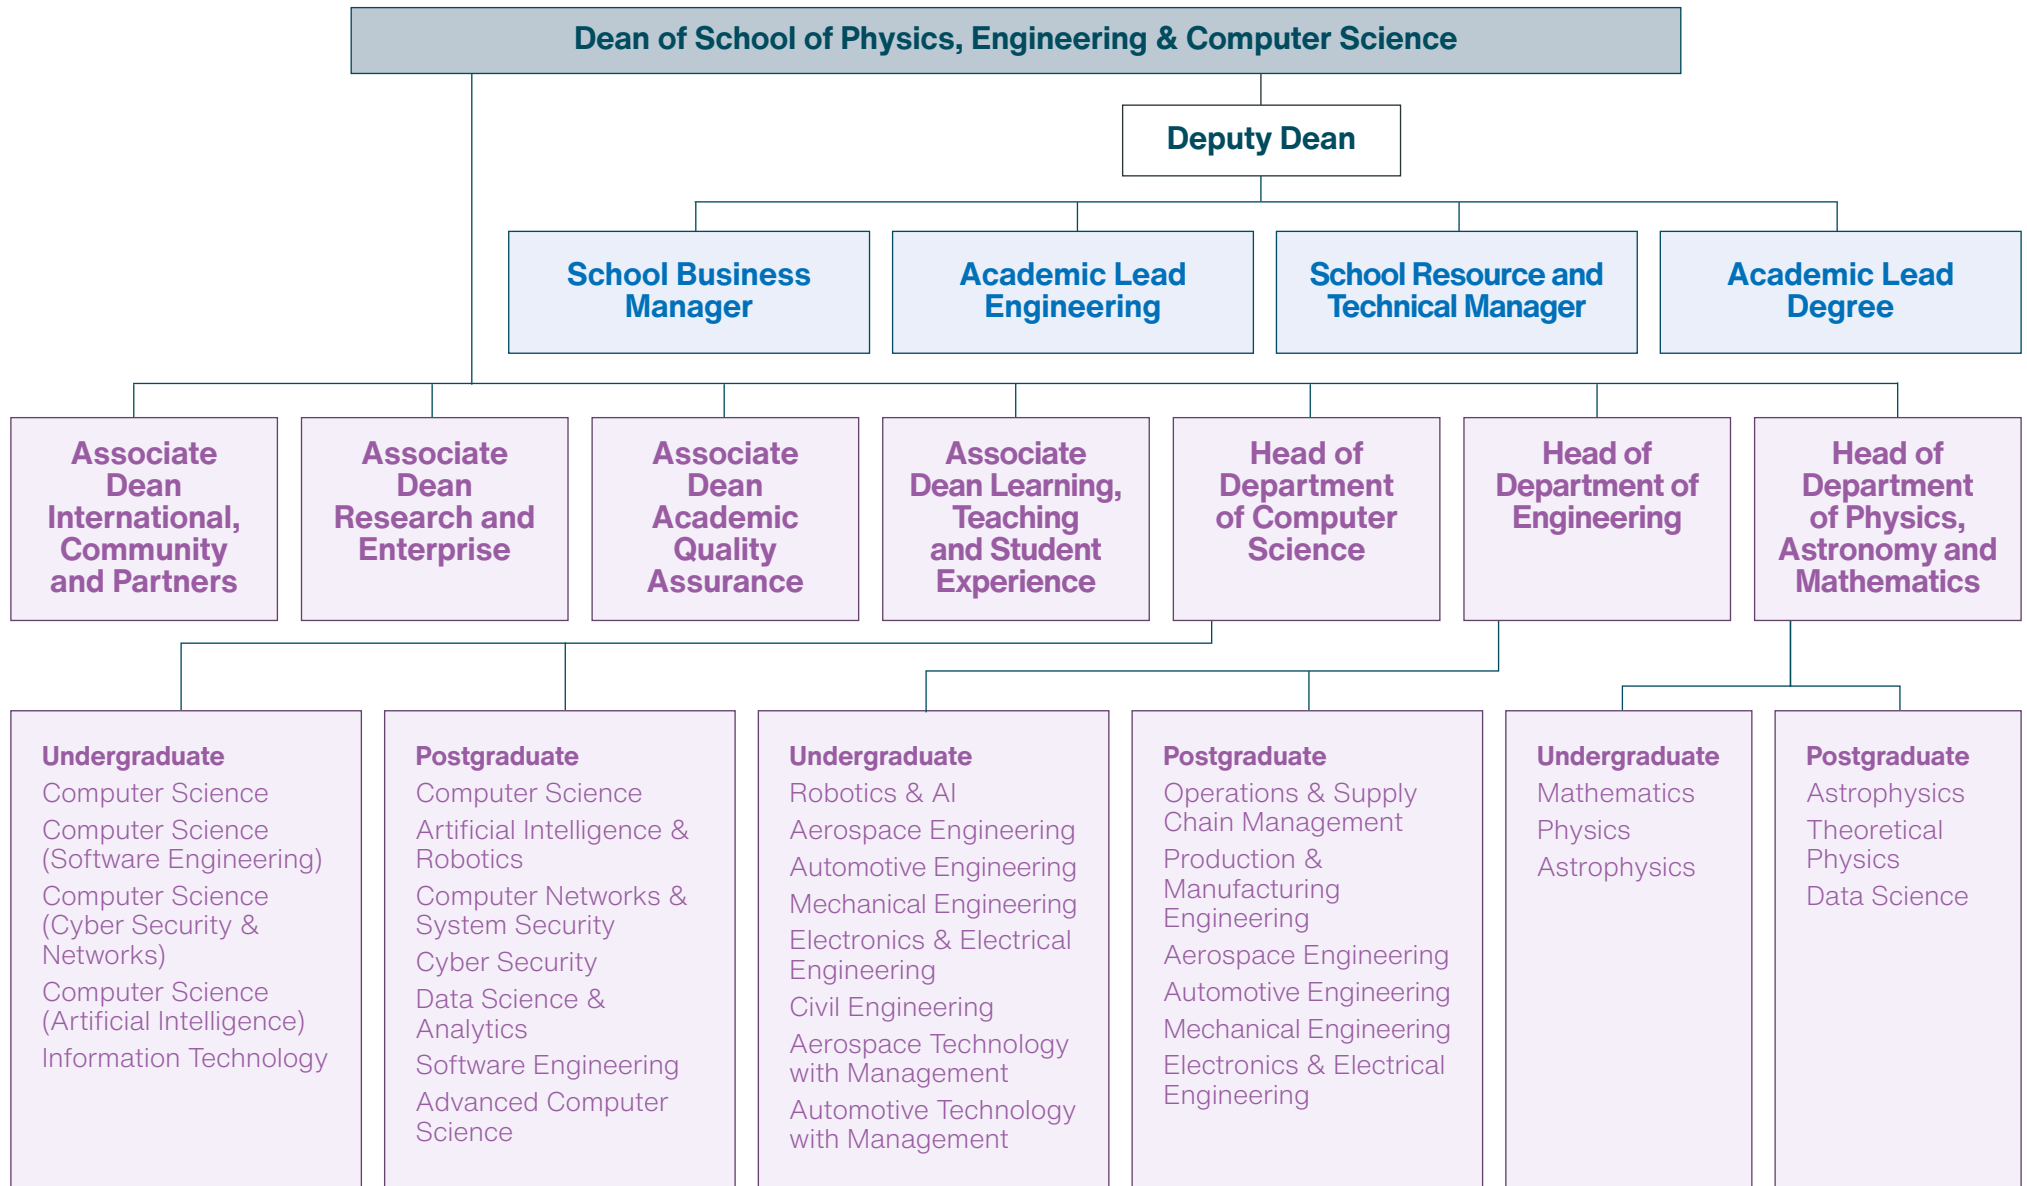 Dean of School of Physics, Engineering & Computer Science
Deputy Dean
School Business
Manager
Academic Lead
Engineering
School Resource and
Technical Manager
Academic Lead
Degree
Associate
Dean
International,
Community
and Partners
Associate
Dean
Research and
Enterprise
Associate
Dean
Academic
Quality
Assurance
Associate
Dean Learning,
Teaching
and Student
Experience
Head of
Department
of Computer
Science
Head of
Department of
Engineering
Head of
Department
of Physics,
Astronomy and
Mathematics
Undergraduate
Computer Science
Computer Science
(Software Engineering)
Computer Science
(Cyber Security &
Networks)
Computer Science
(Artificial Intelligence)
Information Technology
Postgraduate
Computer Science
Artificial Intelligence &
Robotics
Computer Networks &
System Security
Cyber Security
Data Science &
Analytics
Software Engineering
Advanced Computer
Science
Undergraduate
Robotics & AI
Aerospace Engineering
Automotive Engineering
Mechanical Engineering
Electronics & Electrical
Engineering
Civil Engineering
Aerospace Technology
with Management
Automotive Technology
with Management
Postgraduate
Operations & Supply
Chain Management
Production &
Manufacturing
Engineering
Aerospace Engineering
Automotive Engineering
Mechanical Engineering
Electronics & Electrical
Engineering
Undergraduate
Mathematics
Physics
Astrophysics
Postgraduate
Astrophysics
Theoretical
Physics
Data Science